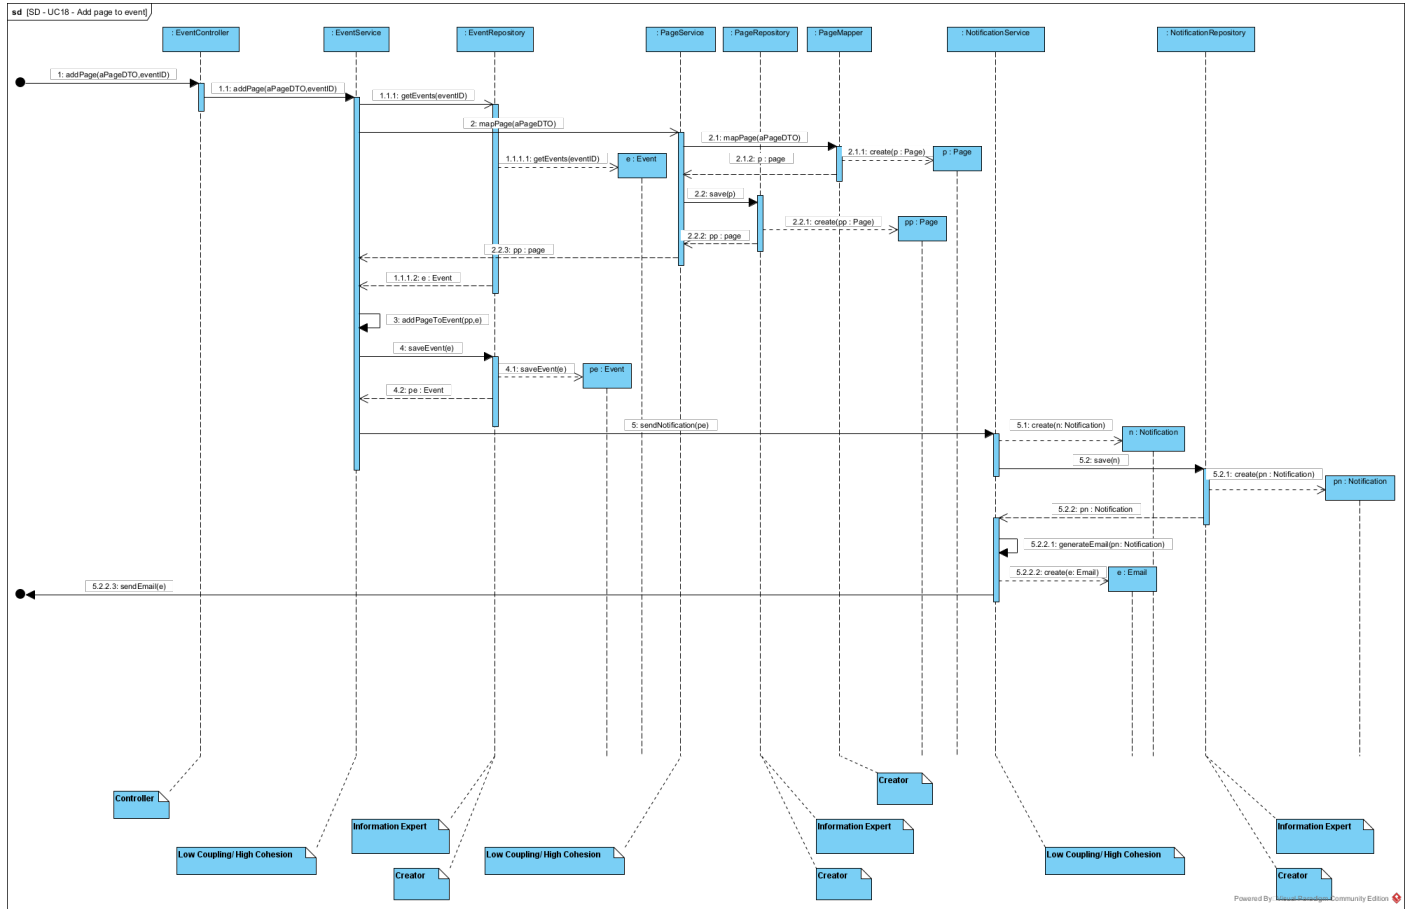 sd [SD - UC18 - Add page to event]
: EventController
: EventService
: EventRepository
: PageService
: PageRepository
: PageMapper
: NotificationService
: NotificationRepository
1: addPage(aPageDTO,eventID)
1.1: addPage(aPageDTO,eventID)
1.1.1: getEvents(eventID)
2: mapPage(aPageDTO)
2.1: mapPage(aPageDTO)
2.1.1: create(p : Page)
p : Page
1.1.1.1: getEvents(eventID)
e : Event
2.1.2: p : page
2.2: save(p)
2.2.1: create(pp : Page)
pp : Page
2.2.2: pp : page
2.2.3: pp : page
1.1.1.2: e : Event
3: addPageToEvent(pp,e)
4: saveEvent(e)
4.1: saveEvent(e)
pe : Event
4.2: pe : Event
5: sendNotification(pe)
5.1: create(n: Notification)
n : Notification
5.2: save(n)
5.2.1: create(pn : Notification)
pn : Notification
5.2.2: pn : Notification
5.2.2.1: generateEmail(pn: Notification)
5.2.2.2: create(e: Email)
e : Email
5.2.2.3: sendEmail(e)
Creator
Controller
Information Expert
Information Expert
Information Expert
Low Coupling/ High Cohesion
Low Coupling/ High Cohesion
Low Coupling/ High Cohesion
Creator
Creator
Creator
Powered By: Visual Paradigm Community Edition